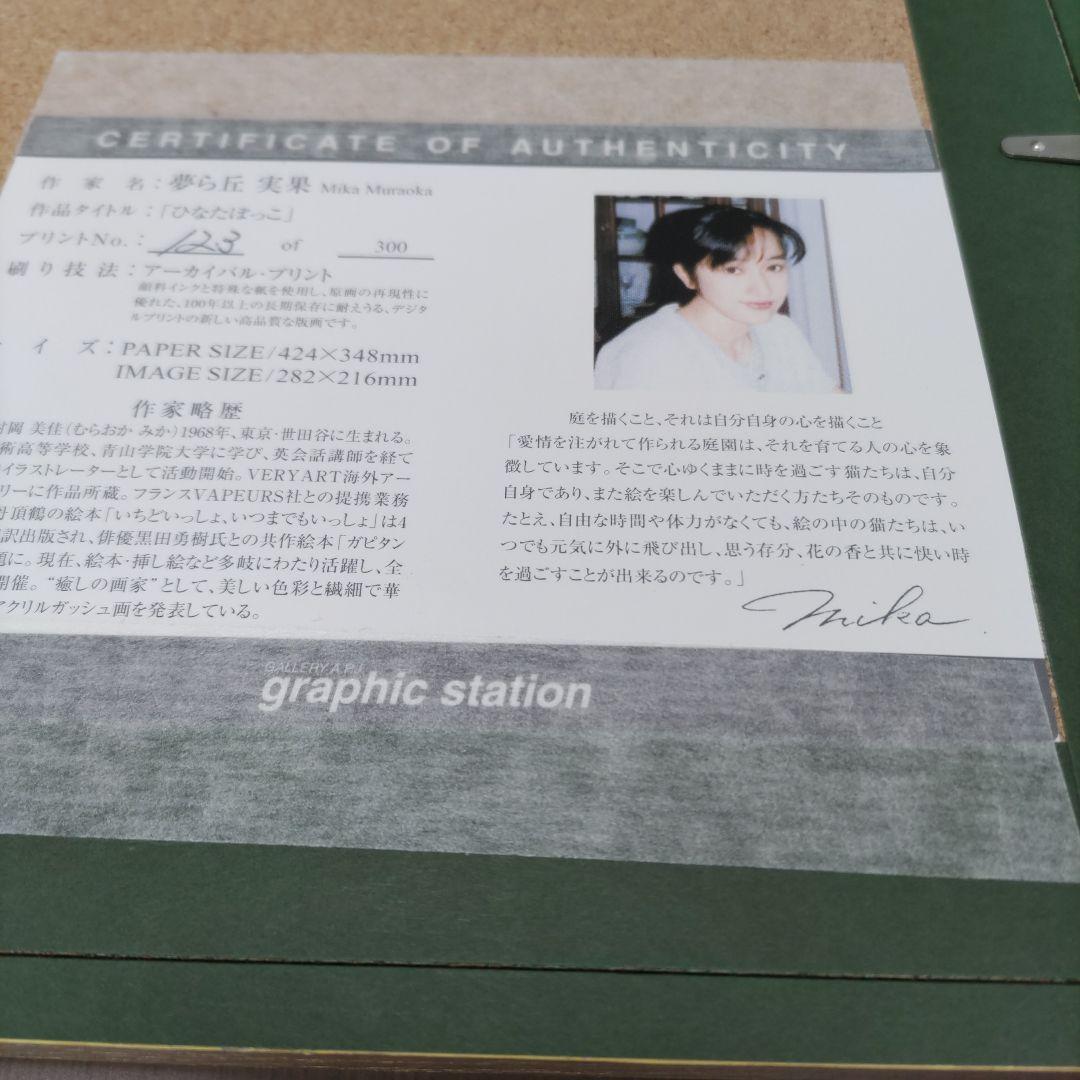 CERTIFICATE OF AUTHENTICITY
作家名：夢ら丘 実果 Mika Muraoka
作品タイトル：「ひなたぼっこ」
プリントNo.： 123 of 300
刷り技法：アーカイバル・プリント
顔料インクと特殊な紙を使用し、原画の再現性に
優れた、100年以上の長期保存に耐えうる、デジタ
ルプリントの新しい高品質な版画です。
イズ：PAPER SIZE/424×348mm
IMAGE SIZE/282×216mm
作家略歴
岡 美佳（むらおか みか）1968年、東京・世田谷に生まれる。
術高等学校、青山学院大学に学び、英会話講師を経て
イラストレーターとして活動開始。VERYART海外アー
リーに作品所蔵。フランスVAPEURS社との提携業務
丹頂鶴の絵本「いちどいっしょ、いつまでもいっしょ」は4
訳出版され、俳優黒田勇樹氏との共作絵本「ガピタン
に。現在、絵本・挿し絵など多岐にわたり活躍し、全
開催。“癒しの画家”として、美しい色彩と繊細で華
アクリルガッシュ画を発表している。
庭を描くこと、それは自分自身の心を描くこと
「愛情を注がれて作られる庭園は、それを育てる人の心を象
徴しています。そこで心ゆくままに時を過ごす猫たちは、自分
自身であり、また絵を楽しんでいただく方たちそのものです。
たとえ、自由な時間や体力がなくても、絵の中の猫たちは、い
つでも元気に外に飛び出し、思う存分、花の香と共に快い時
を過ごすことが出来るのです。」
Mika
GALLERY A.P.J
graphic station